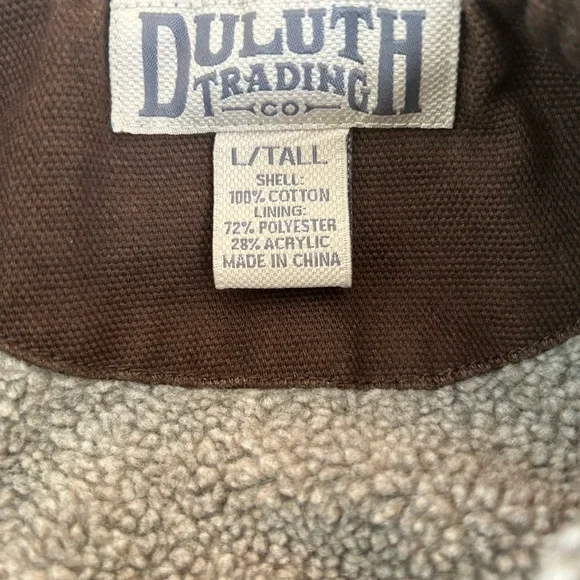 DULUTH
TRADING
CO
L/TALL
SHELL:
100% COTTON
LINING:
72% POLYESTER
28% ACRYLIC
MADE IN CHINA